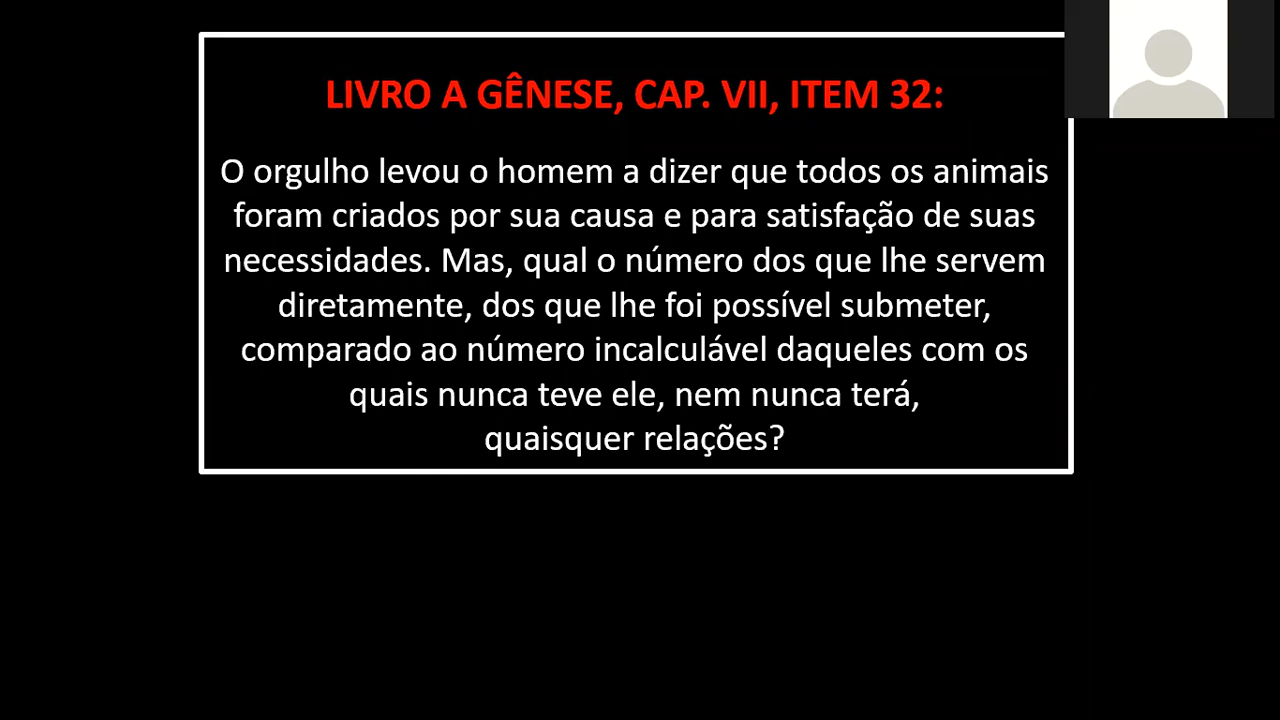 LIVRO A GÊNESE, CAP. VII, ITEM 32:
O orgulho levou o homem a dizer que todos os animais
foram criados por sua causa e para satisfação de suas
necessidades. Mas, qual o número dos que lhe servem
diretamente, dos que lhe foi possível submeter,
comparado ao número incalculável daqueles com os
quais nunca teve ele, nem nunca terá,
quaisquer relações?